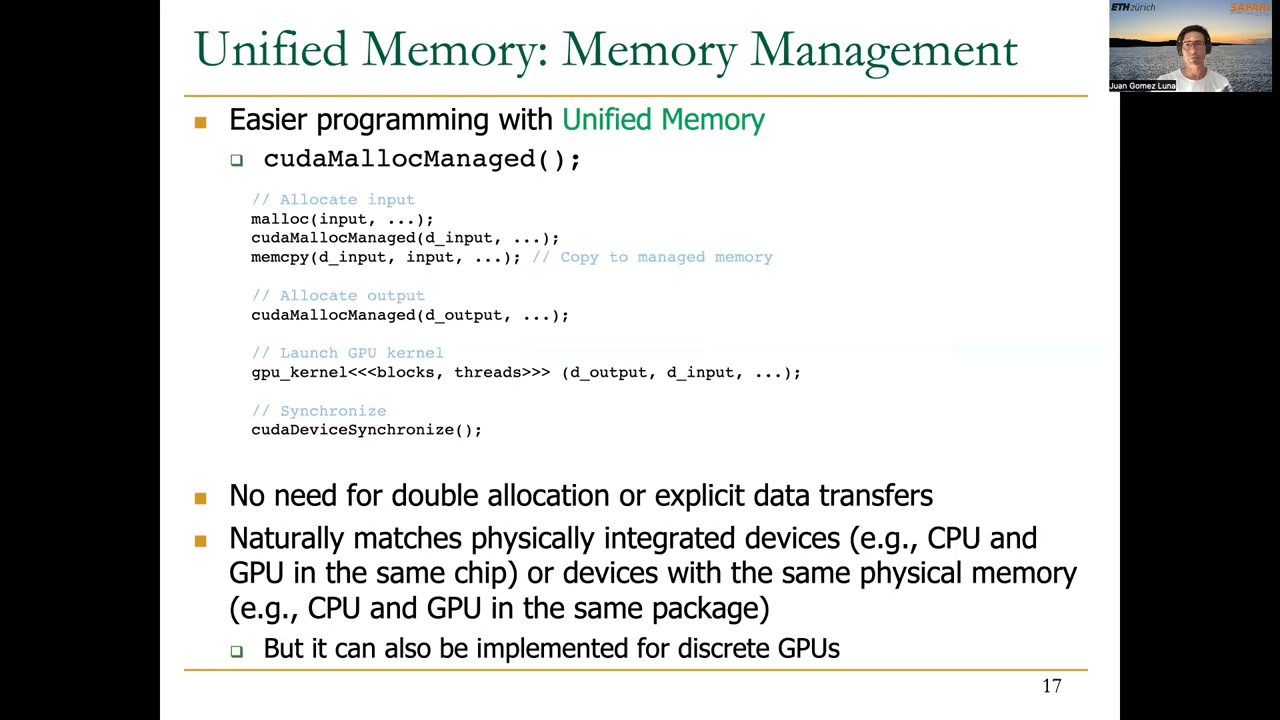 Unified Memory: Memory Management
Easier programming with Unified Memory
cudaMallocManaged();
// Allocate input
malloc(input, ...);
cudaMallocManaged(d_input, ...);
memcpy(d_input, input, ...); // Copy to managed memory
// Allocate output
cudaMallocManaged(d_output, ...);
// Launch GPU kernel
gpu_kernel<<<blocks, threads>>> (d_output, d_input, ...);
// Synchronize
cudaDeviceSynchronize();
No need for double allocation or explicit data transfers
Naturally matches physically integrated devices (e.g., CPU and
GPU in the same chip) or devices with the same physical memory
(e.g., CPU and GPU in the same package)
But it can also be implemented for discrete GPUs
17
ETHzürich
SAFARI
Juan Gomez Luna